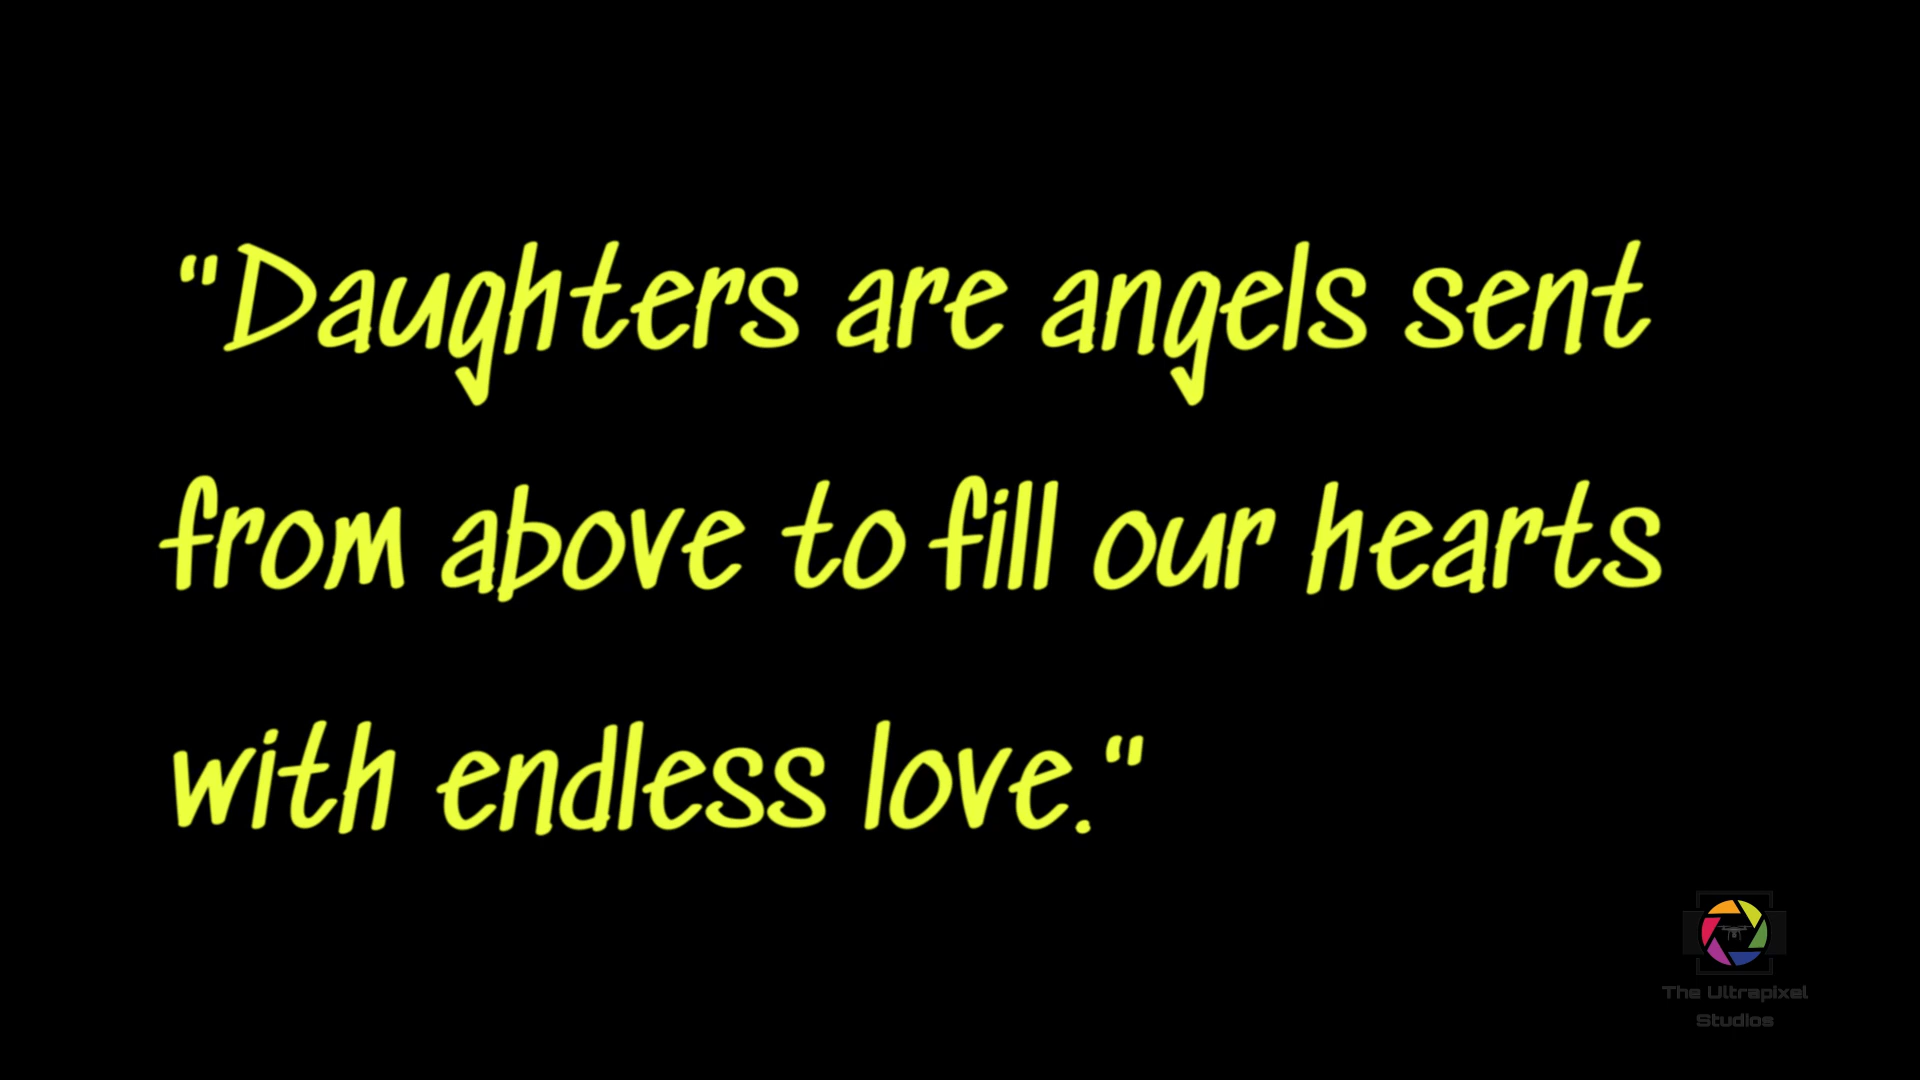 “Daughters are angels sent
from above to fill our hearts
with endless love.“
The Ultrapixel
Studios